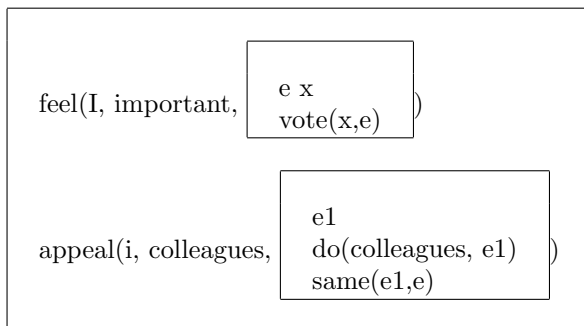 e x
feel(I, important, vote(x,e) )
e1
appeal(i, colleagues, do(colleagues, e1) )
same(e1,e)